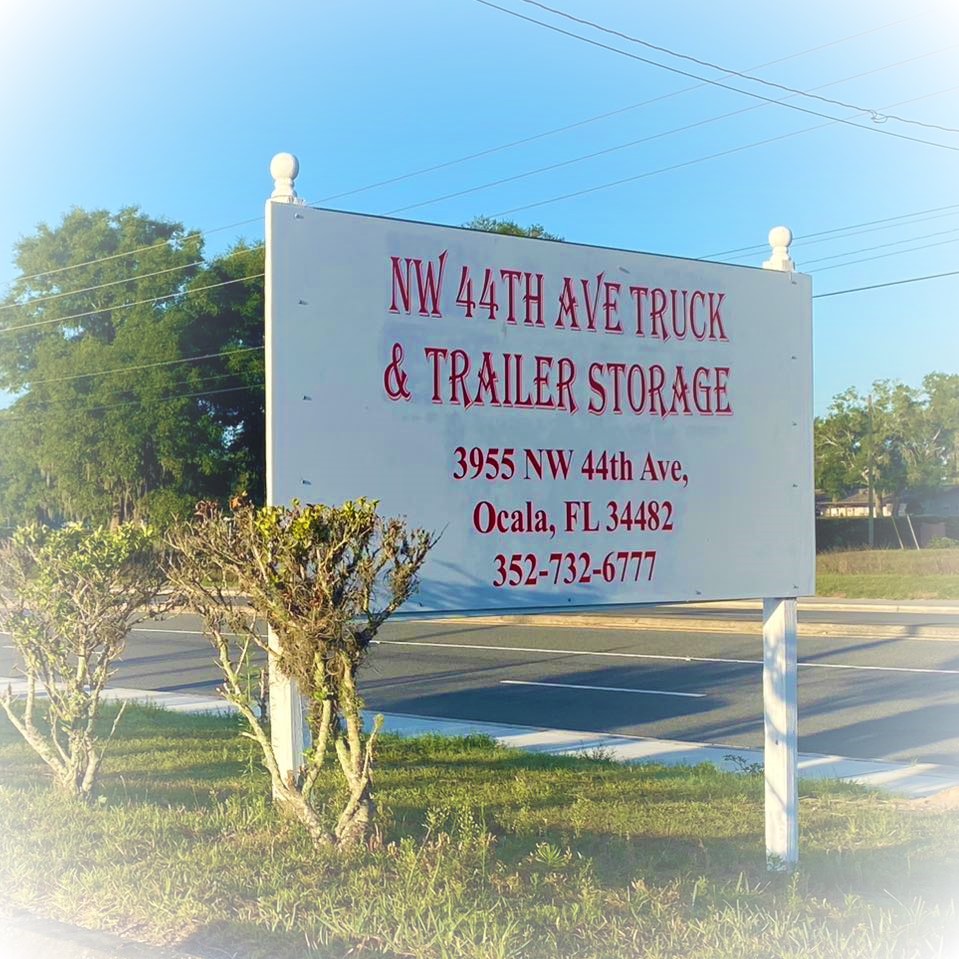 NW 44TH AVE TRUCK
& TRAILER STORAGE
3955 NW 44th Ave,
Ocala, FL 34482
352-732-6777